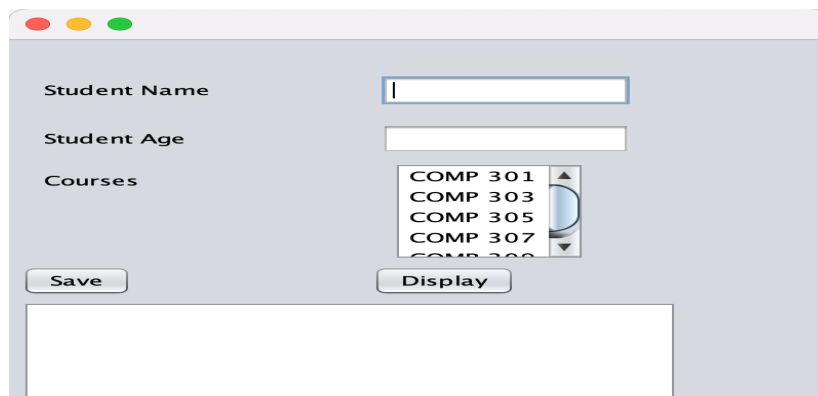 Student Name
Student Age
Courses
COMP 301
COMP 303
COMP 305
COMP 307
Save
Display